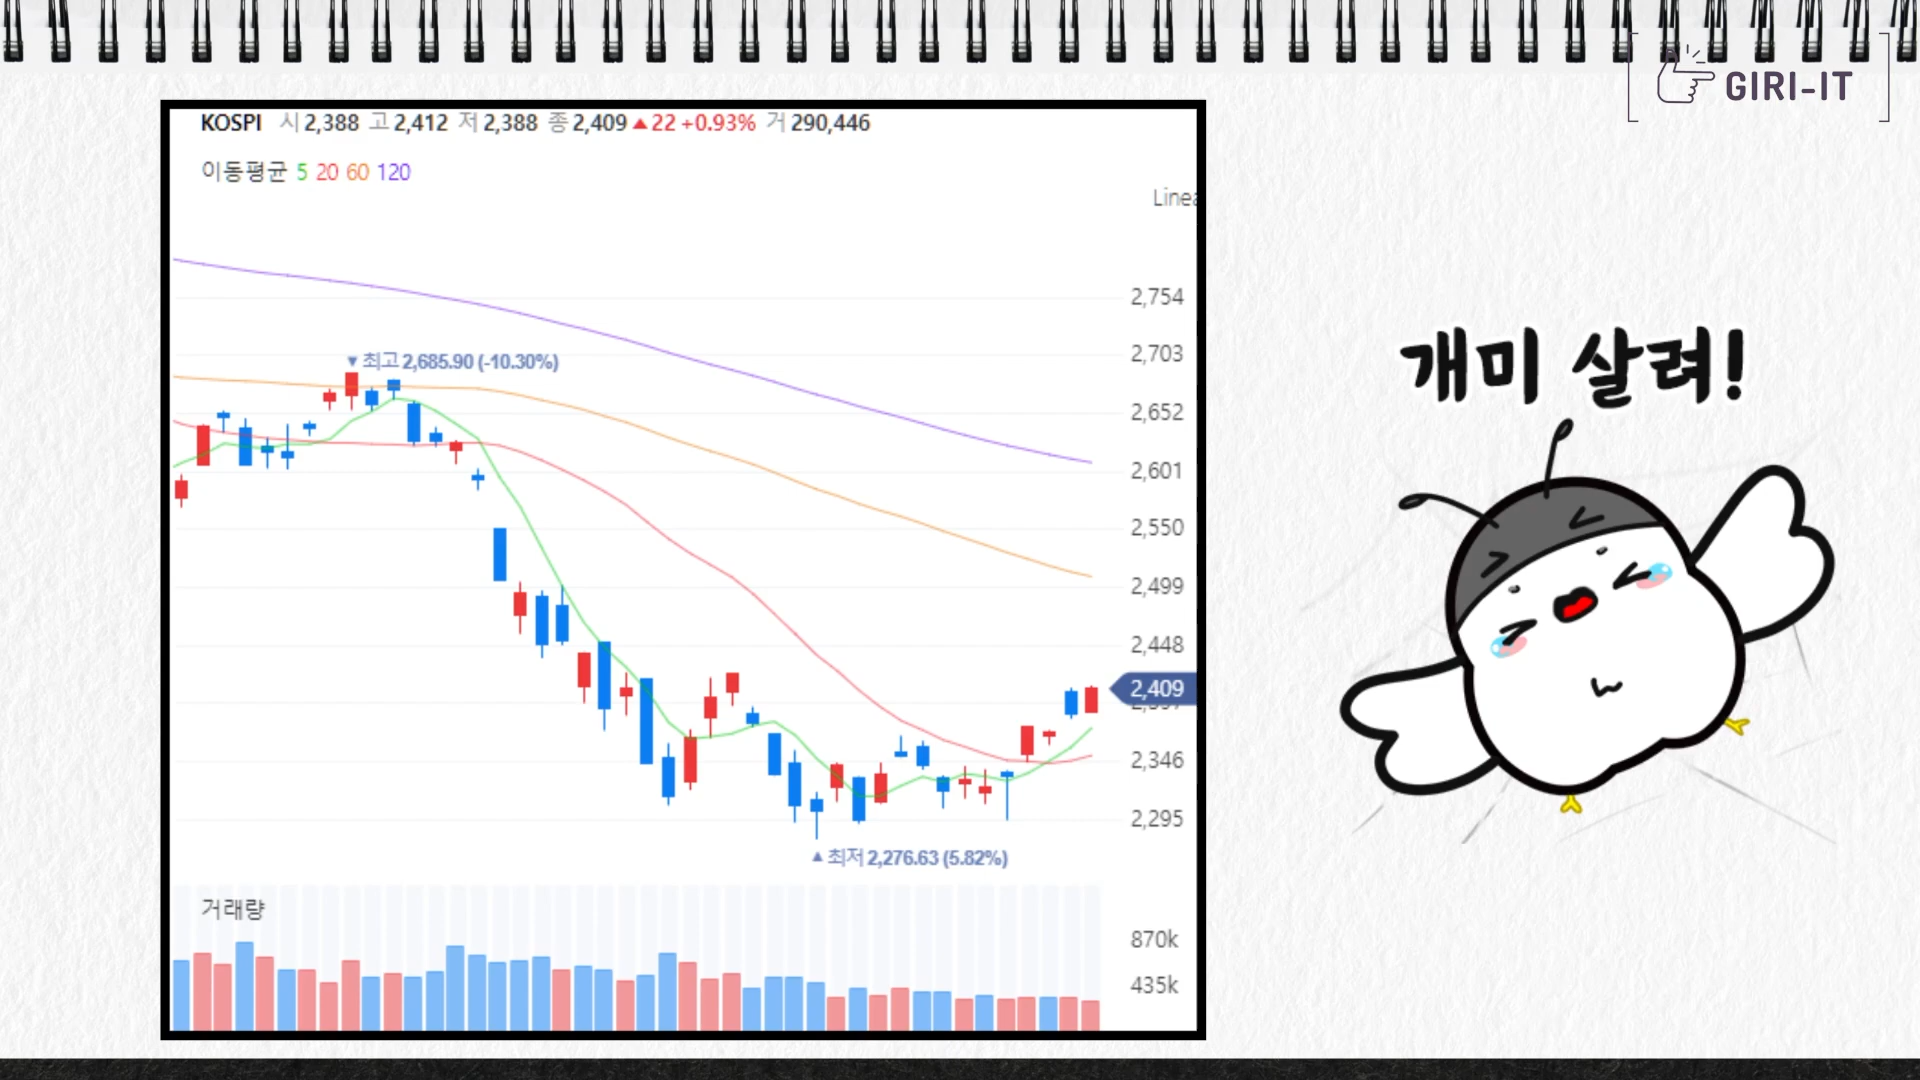 GIRI-IT
KOSPI 시 2,388 고 2,412 저 2,388 종 2,409 ▲22 +0.93% 거 290,446
이동평균 5 20 60 120
2,754
▼최고 2,685.90 (-10.30%)
2,703
2,652
2,601
2,550
2,499
2,448
2,409
2,346
2,295
▲최저 2,276.63 (5.82%)
거래량
870k
435k
개미 살려!